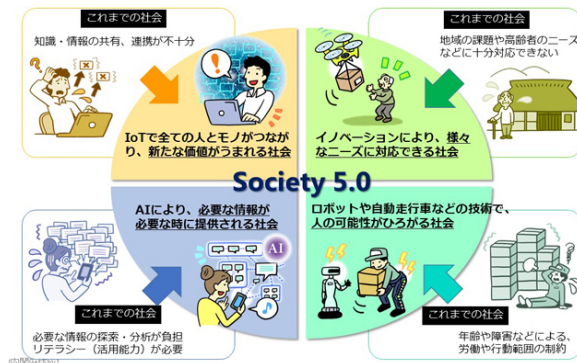 これまでの社会
知識・情報の共有、連携が不十分
IoTで全ての人とモノがつなが
り、新たな価値がうまれる社会
これまでの社会
地域の課題や高齢者のニーズ
などに十分対応できない
イノベーションにより、様々
なニーズに対応できる社会
Society 5.0
AIにより、必要な情報が
必要な時に提供される社会
AI
これまでの社会
必要な情報の探索・分析が負担
リテラシー（活用能力）が必要
ロボットや自動走行車などの技術で、
人の可能性がひろがる社会
これまでの社会
年齢や障害などによる、
労働や行動範囲の制約